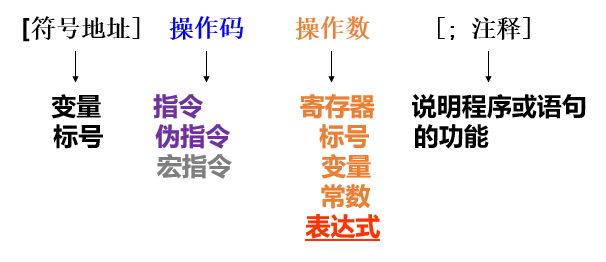 [符号地址] 操作码 操作数 [；注释]
变量 指令 寄存器 说明程序或语句
标号 伪指令 标号 的功能
宏指令 变量
常数
表达式